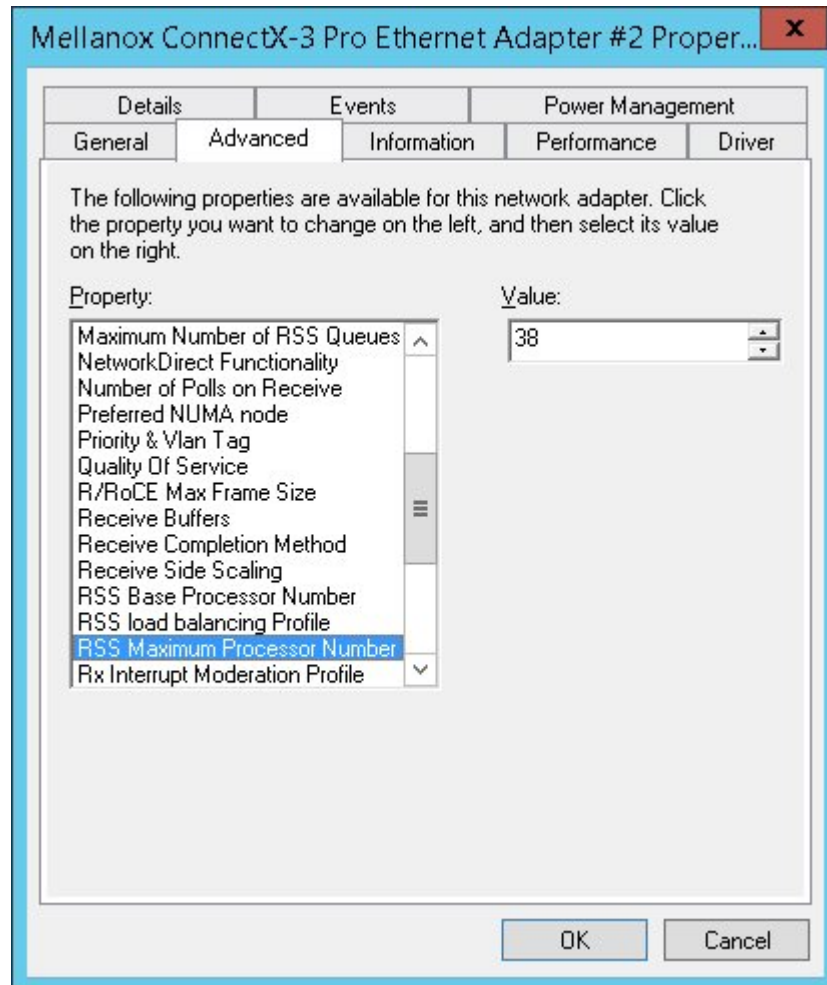 Mellanox ConnectX-3 Pro Ethernet Adapter #2 Proper...
x
Details Events Power Management
General Advanced Information Performance Driver
The following properties are available for this network adapter. Click
the property you want to change on the left, and then select its value
on the right.
Property:
Maximum Number of RSS Queues
NetworkDirect Functionality
Number of Polls on Receive
Preferred NUMA node
Priority & Vlan Tag
Quality Of Service
R/RoCE Max Frame Size
Receive Buffers
Receive Completion Method
Receive Side Scaling
RSS Base Processor Number
RSS load balancing Profile
RSS Maximum Processor Number
Rx Interrupt Moderation Profile
Value:
38
OK Cancel